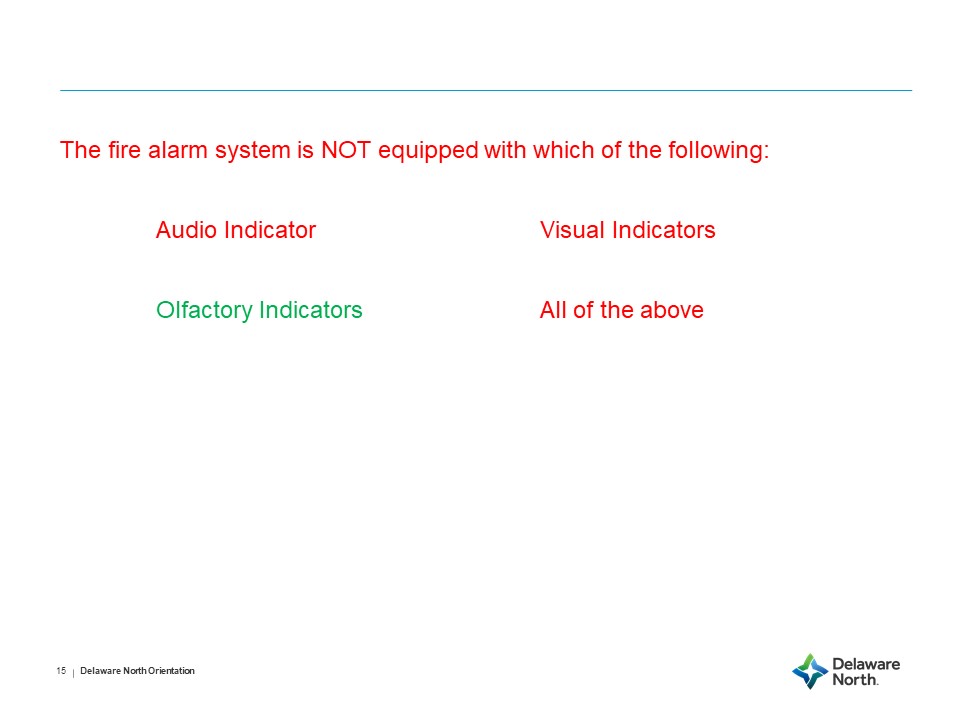 The fire alarm system is NOT equipped with which of the following:
Audio Indicator Visual Indicators
Olfactory Indicators All of the above
15 | Delaware North Orientation
Delaware
North.